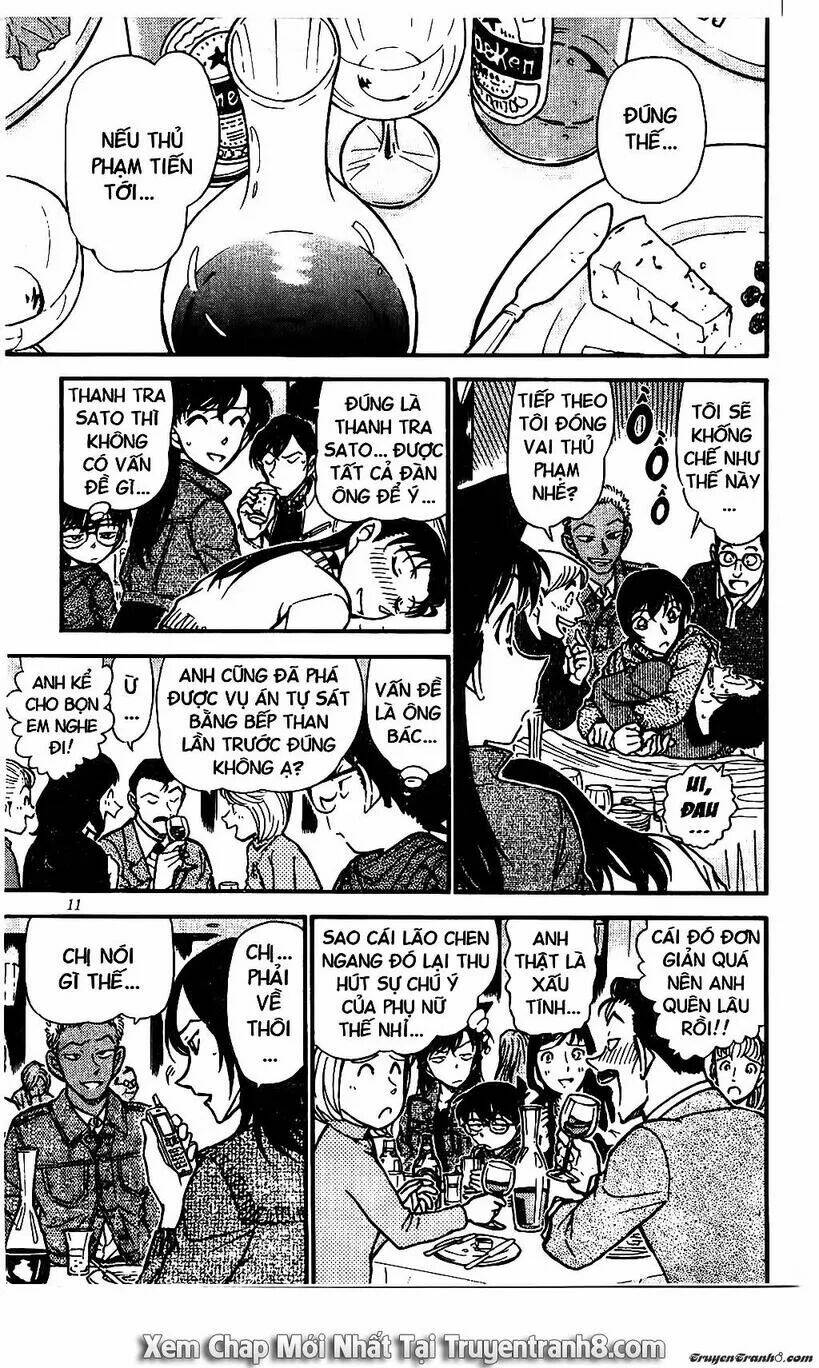 ĐÚNG
THẾ...
NẾU THỦ
PHẠM TIẾN
TỚI...
oeKen
ine
TÔI SẼ
KHỐNG
CHẾ NHƯ
THẾ NÀY
...
Ồ
Ồ
Ồ
TIẾP THEO
TÔI ĐÓNG
VAI THỦ
PHẠM
NHÉ?
UI,
ĐAU
...
ĐÚNG LÀ
THANH TRA
SATO... ĐƯỢC
TẤT CẢ ĐÀN
ÔNG ĐỂ Ý...
THANH TRA
SATO THÌ
KHÔNG
CÓ VẤN
ĐỀ GÌ...
VẤN ĐỀ
LÀ ÔNG
BÁC...
ANH CŨNG ĐÃ PHÁ
ĐƯỢC VỤ ÁN TỰ SÁT
BẰNG BẾP THAN
LẦN TRƯỚC ĐÚNG
KHÔNG Ạ?
Ừ
...
ANH KỂ
CHO BỌN
EM NGHE
ĐI!
11
CÁI ĐÓ ĐƠN
GIẢN QUÁ
NÊN ANH
QUÊN LÂU
RỒI!!
ANH
THẬT LÀ
XẤU
TÍNH...
SAO CÁI LÃO CHEN
NGANG ĐÓ LẠI THU
HÚT SỰ CHÚ Ý
CỦA PHỤ NỮ
THẾ NHỈ...
CHỊ...
PHẢI
VỀ
THÔI
...
CHỊ NÓI
GÌ THẾ...
Xem Chap Mới Nhất Tại Truyentranh8.com
TruyenTranh8.com